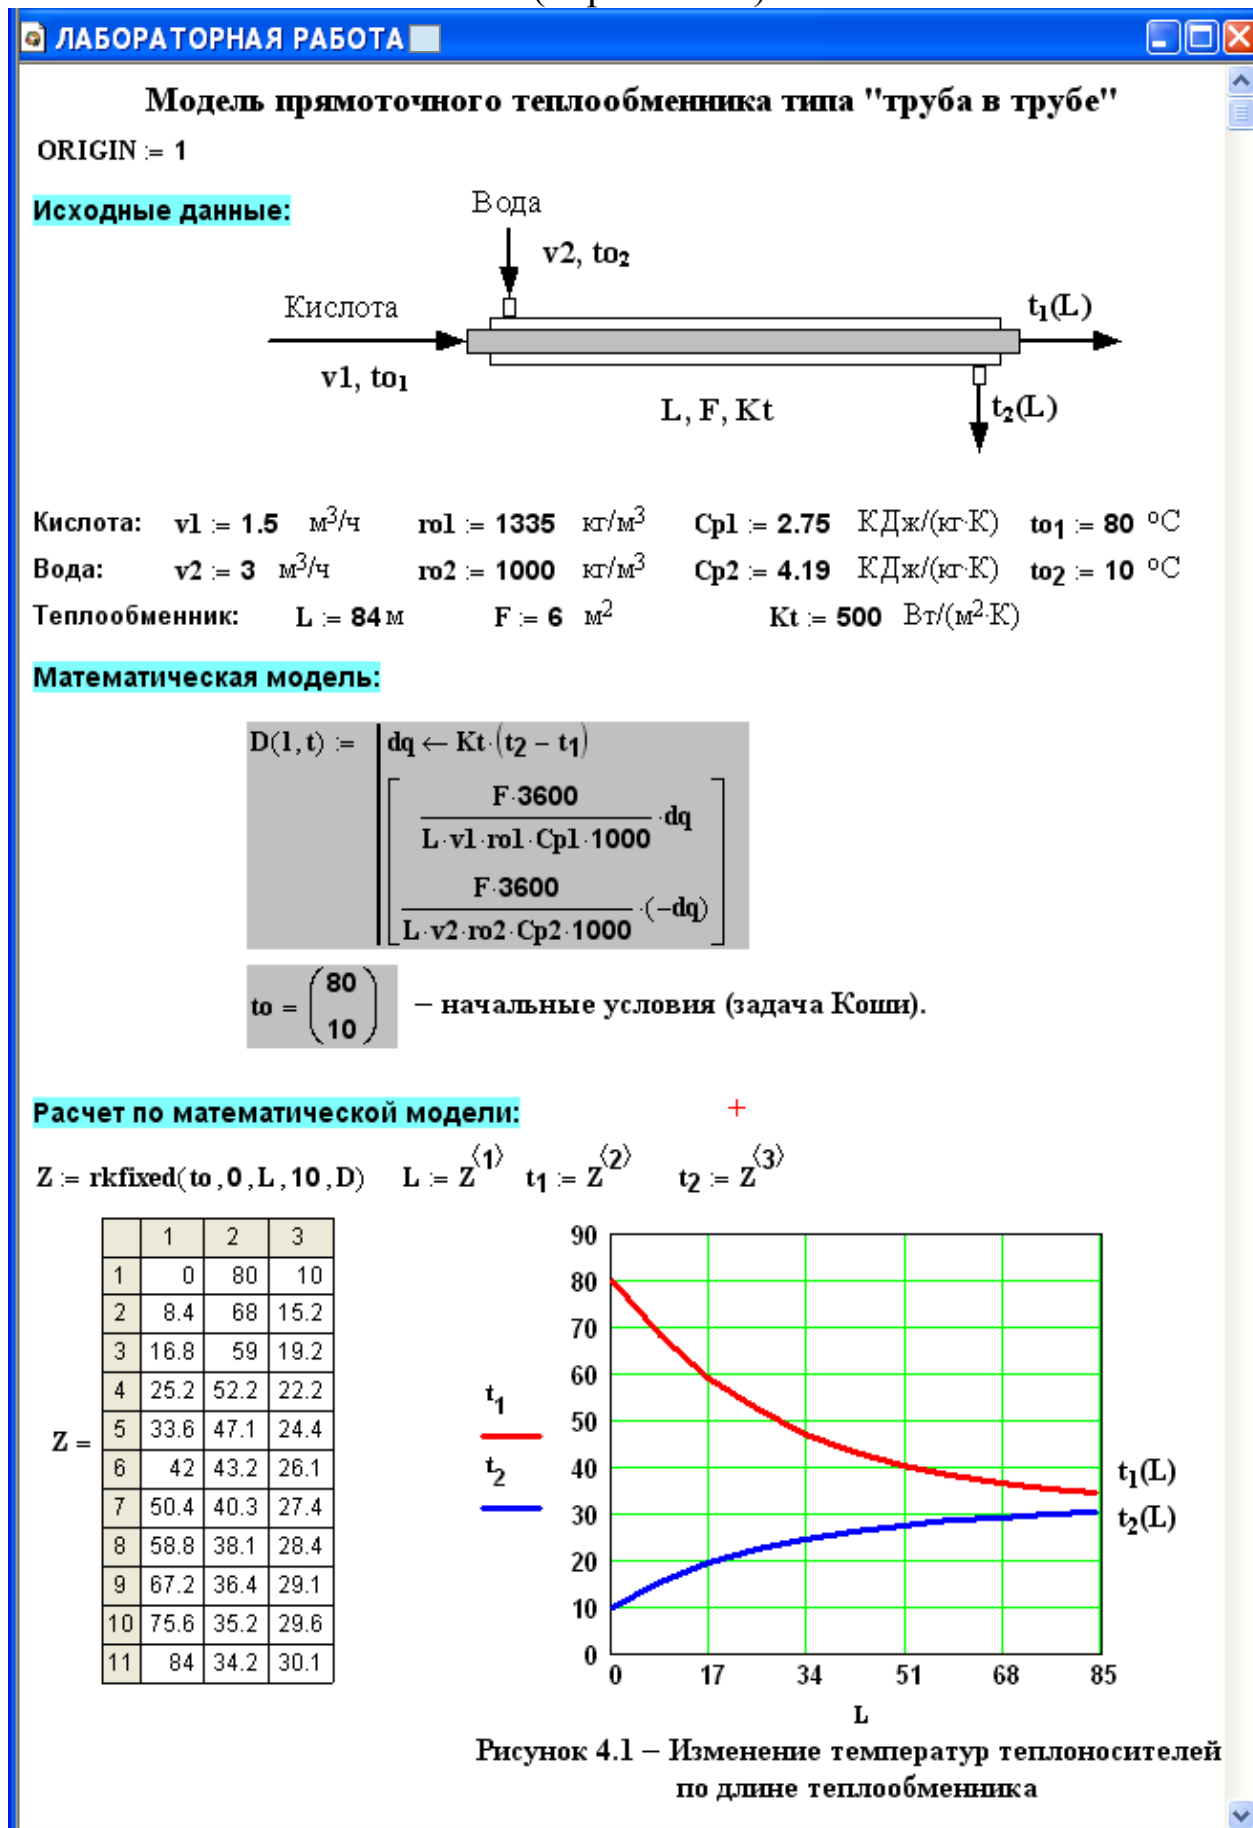 ЛАБОРАТОРНАЯ РАБОТА
Модель прямоточного теплообменника типа "труба в трубе"
ORIGIN := 1
Исходные данные:
Вода
v2, to₂
Кислота
t₁(L)
v1, to₁
L, F, Kt
t₂(L)
Кислота: v1 := 1.5 м³/ч ro1 := 1335 кг/м³ Cp1 := 2.75 КДж/(кг·К) to₁ := 80 °C
Вода: v2 := 3 м³/ч ro2 := 1000 кг/м³ Cp2 := 4.19 КДж/(кг·К) to₂ := 10 °C
Теплообменник: L := 84 м F := 6 м² Kt := 500 Вт/(м²·К)
Математическая модель:
D(l,t) := dq ← Kt·(t₂ − t₁)
F·3600
L·v1·ro1·Cp1·1000
·dq
F·3600
L·v2·ro2·Cp2·1000
·(−dq)
to = (80 10) – начальные условия (задача Коши).
Расчет по математической модели:
Z := rkfixed(to,0,L,10,D) L := Z⟨1⟩ t₁ := Z⟨2⟩ t₂ := Z⟨3⟩
Z =
1 2 3
1 0 80 10
2 8.4 68 15.2
3 16.8 59 19.2
4 25.2 52.2 22.2
5 33.6 47.1 24.4
6 42 43.2 26.1
7 50.4 40.3 27.4
8 58.8 38.1 28.4
9 67.2 36.4 29.1
10 75.6 35.2 29.6
11 84 34.2 30.1
t₁
t₂
90
80
70
60
50
40
30
20
10
0
0 17 34 51 68 85
L
t₁(L)
t₂(L)
Рисунок 4.1 – Изменение температур теплоносителей
по длине теплообменника